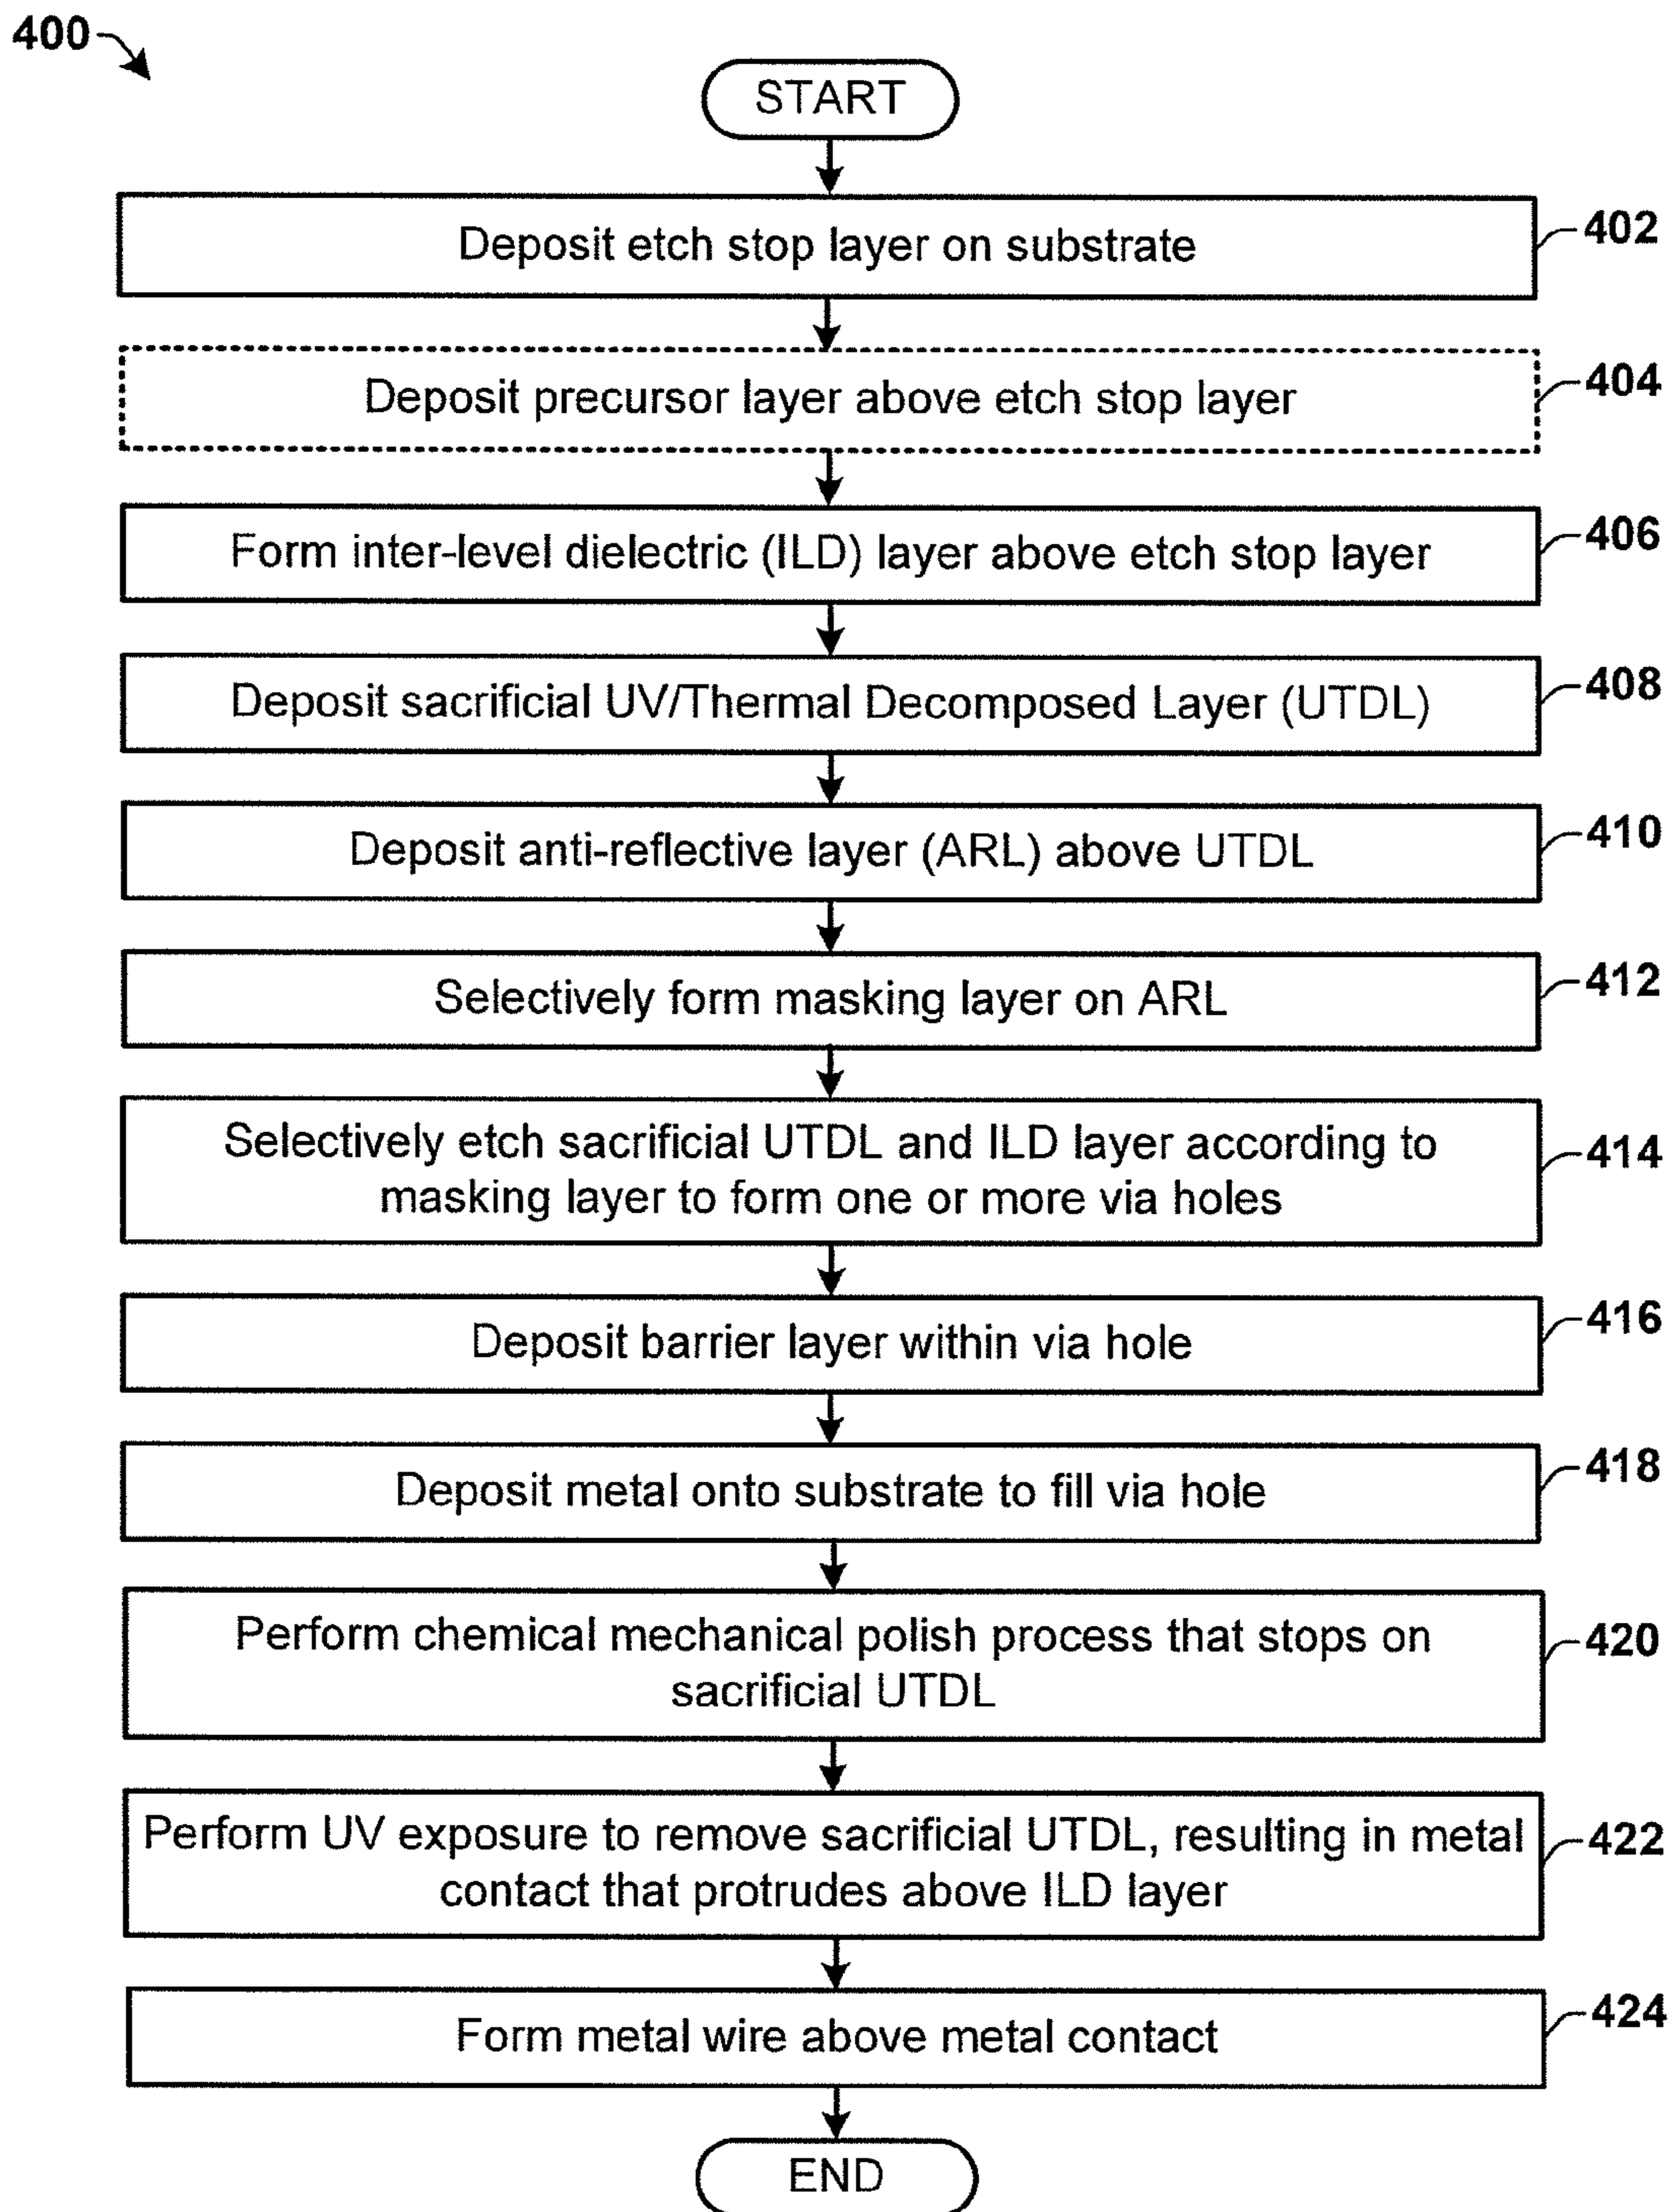 400
START
Deposit etch stop layer on substrate
402
Deposit precursor layer above etch stop layer
404
Form inter-level dielectric (ILD) layer above etch stop layer
406
Deposit sacrificial UV/Thermal Decomposed Layer (UTDL)
408
Deposit anti-reflective layer (ARL) above UTDL
410
Selectively form masking layer on ARL
412
Selectively etch sacrificial UTDL and ILD layer according to
masking layer to form one or more via holes
414
Deposit barrier layer within via hole
416
Deposit metal onto substrate to fill via hole
418
Perform chemical mechanical polish process that stops on
sacrificial UTDL
420
Perform UV exposure to remove sacrificial UTDL, resulting in metal
contact that protrudes above ILD layer
422
Form metal wire above metal contact
424
END